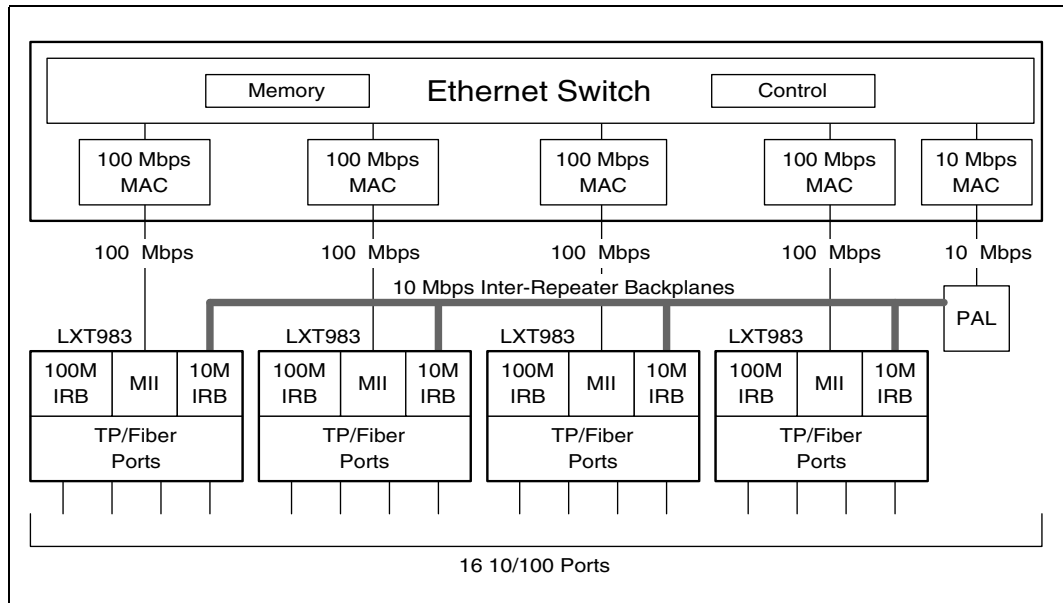 Memory
Ethernet Switch
Control
100 Mbps
MAC
100 Mbps
MAC
100 Mbps
MAC
100 Mbps
MAC
10 Mbps
MAC
100 Mbps
100 Mbps
100 Mbps
100 Mbps
10 Mbps
10 Mbps Inter-Repeater Backplanes
PAL
LXT983
100M
IRB
MII
10M
IRB
TP/Fiber
Ports
LXT983
100M
IRB
MII
10M
IRB
TP/Fiber
Ports
LXT983
100M
IRB
MII
10M
IRB
TP/Fiber
Ports
LXT983
100M
IRB
MII
10M
IRB
TP/Fiber
Ports
16 10/100 Ports